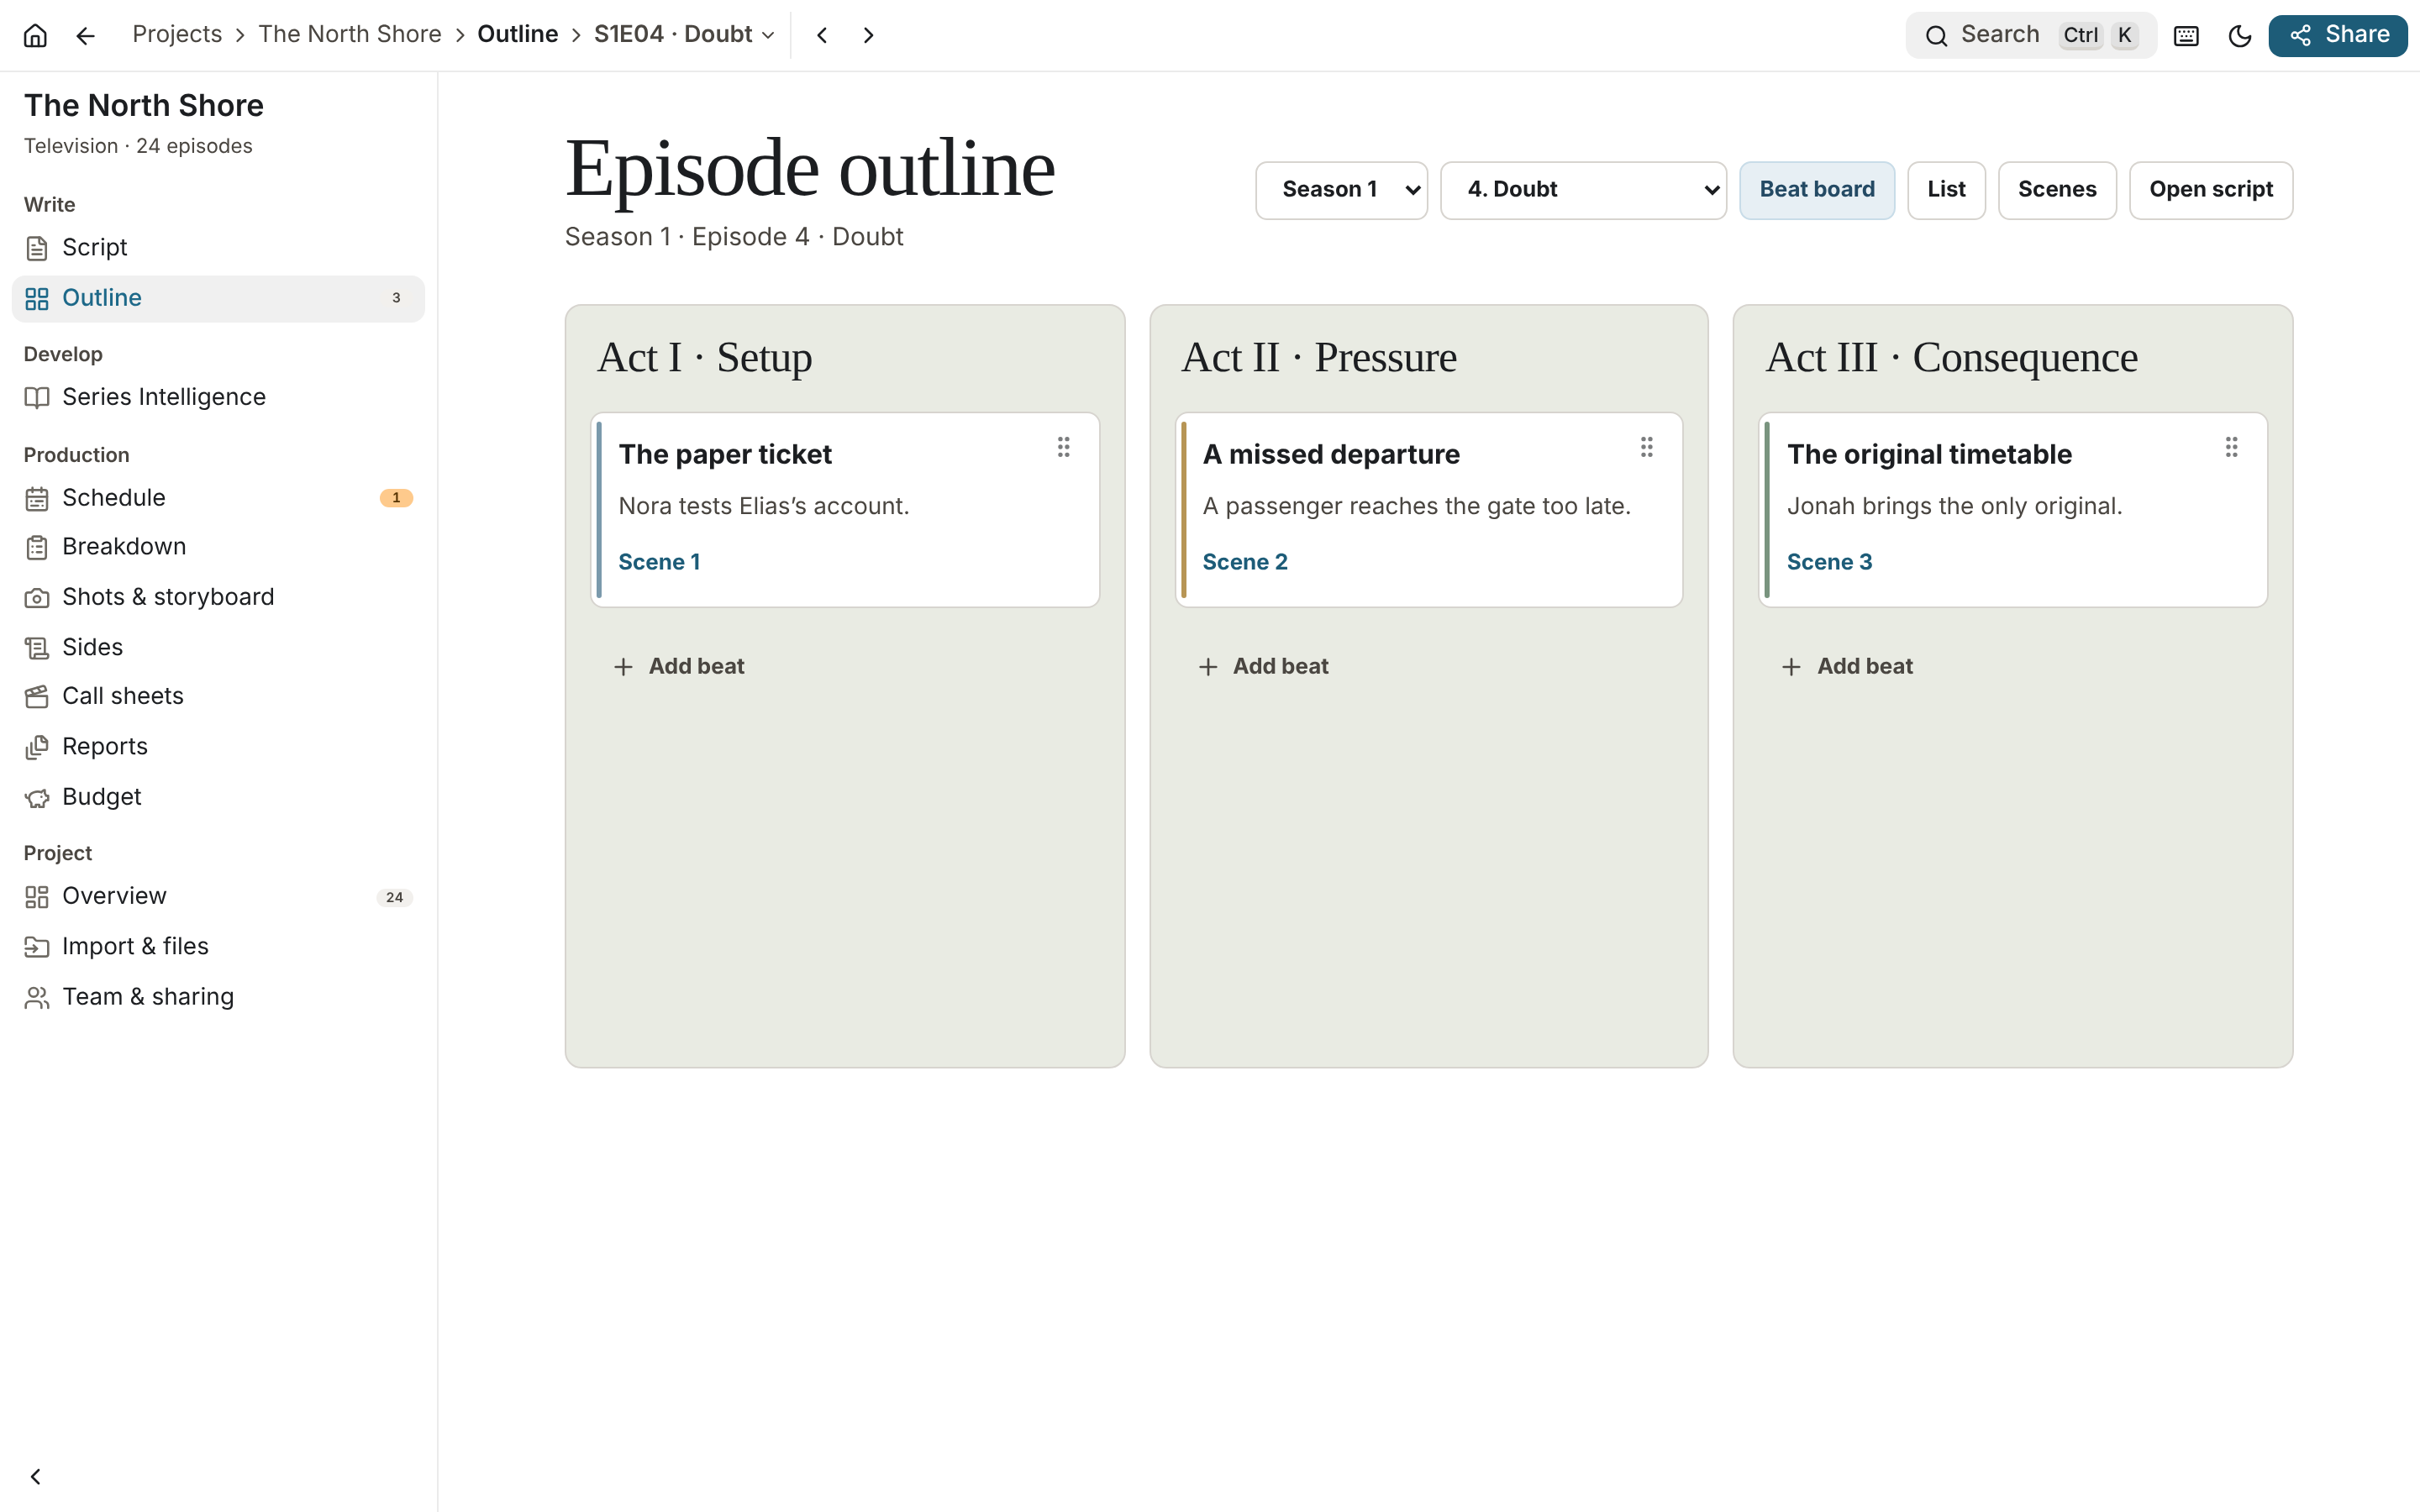 Projects > The North Shore > Outline > S1E04 · Doubt
Search Ctrl K
Share
The North Shore
Television · 24 episodes
Write
Script
Outline 3
Develop
Series Intelligence
Production
Schedule 1
Breakdown
Shots & storyboard
Sides
Call sheets
Reports
Budget
Project
Overview 24
Import & files
Team & sharing
Episode outline
Season 1 · Episode 4 · Doubt
Season 1
4. Doubt
Beat board
List
Scenes
Open script
Act I · Setup
The paper ticket
Nora tests Elias’s account.
Scene 1
Add beat
Act II · Pressure
A missed departure
A passenger reaches the gate too late.
Scene 2
Add beat
Act III · Consequence
The original timetable
Jonah brings the only original.
Scene 3
Add beat